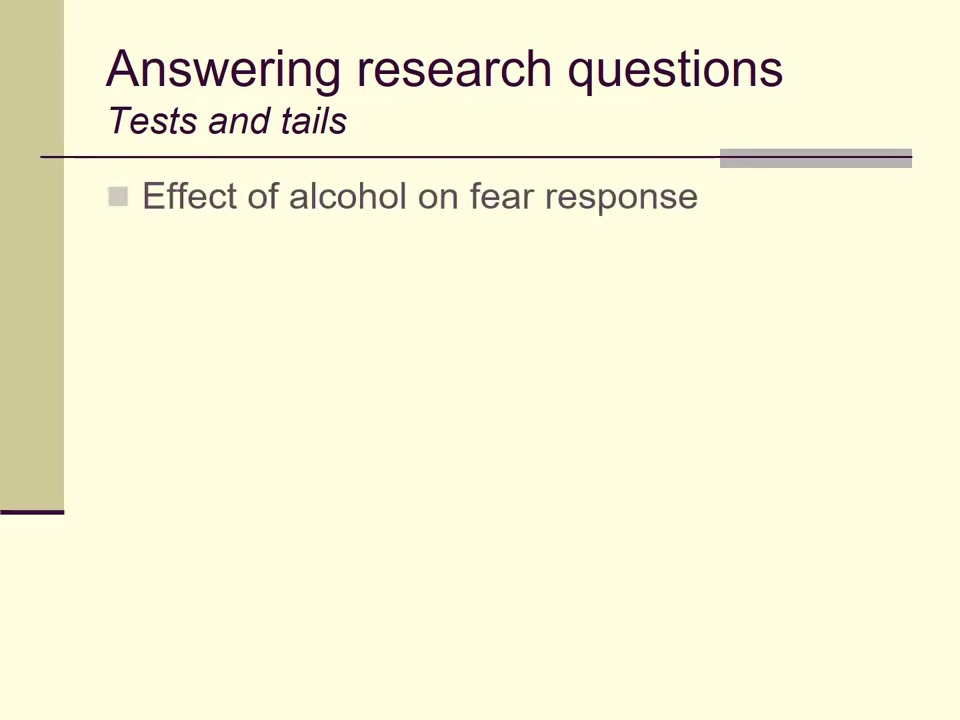 Answering research questions
Tests and tails
Effect of alcohol on fear response